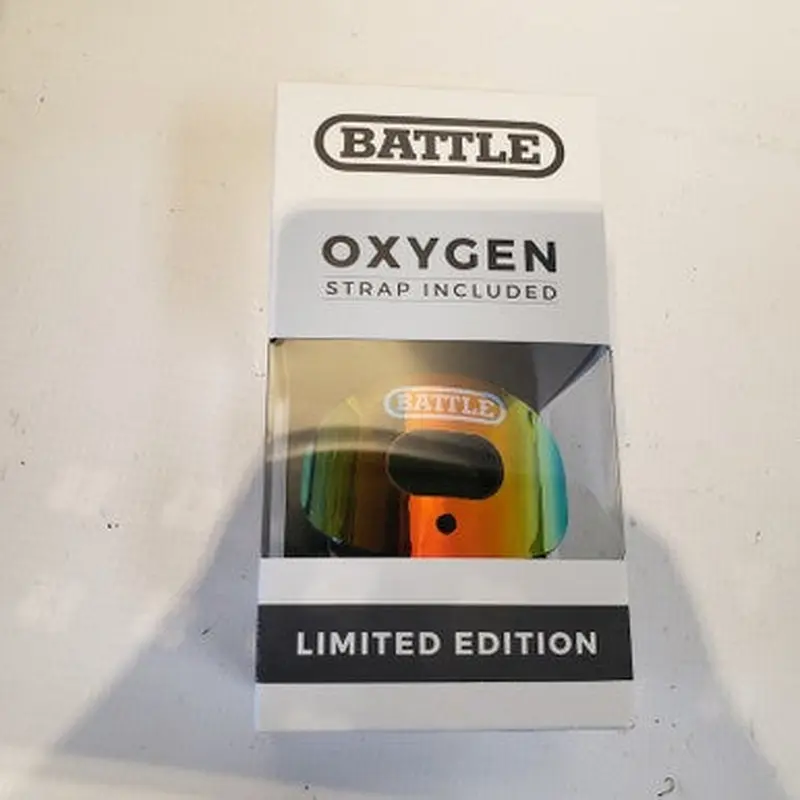 BATTLE
OXYGEN
STRAP INCLUDED
BATTLE
LIMITED EDITION